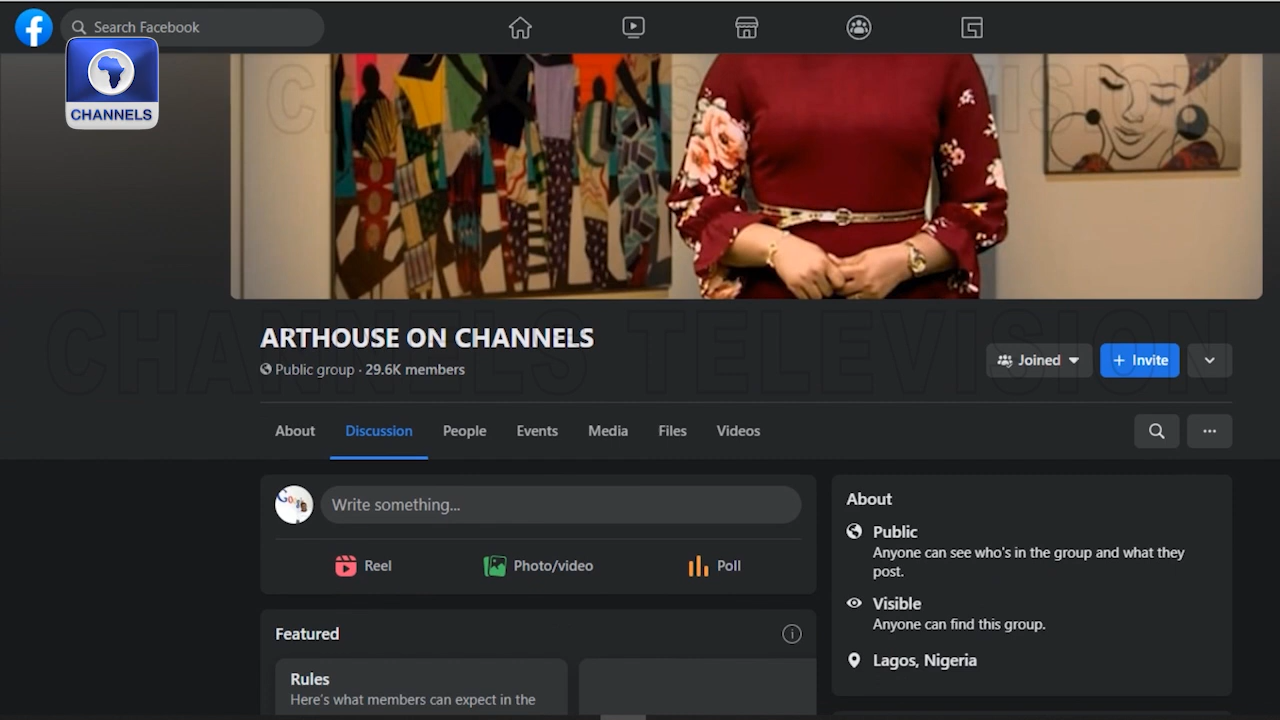 Search Facebook
CHANNELS
ARTHOUSE ON CHANNELS
Public group · 29.6K members
Joined
+ Invite
About
Discussion
People
Events
Media
Files
Videos
Write something...
Reel
Photo/video
Poll
Featured
Rules
Here's what members can expect in the
About
Public
Anyone can see who's in the group and what they
post.
Visible
Anyone can find this group.
Lagos, Nigeria
CHANNELS TELEVISION